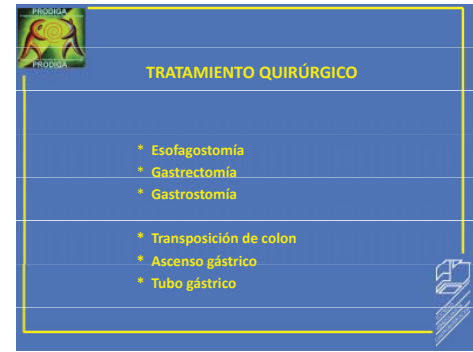 PRODIGA
PRODIGA
TRATAMIENTO QUIRÚRGICO
* Esofagostomía
* Gastrectomía
* Gastrostomía
* Transposición de colon
* Ascenso gástrico
* Tubo gástrico